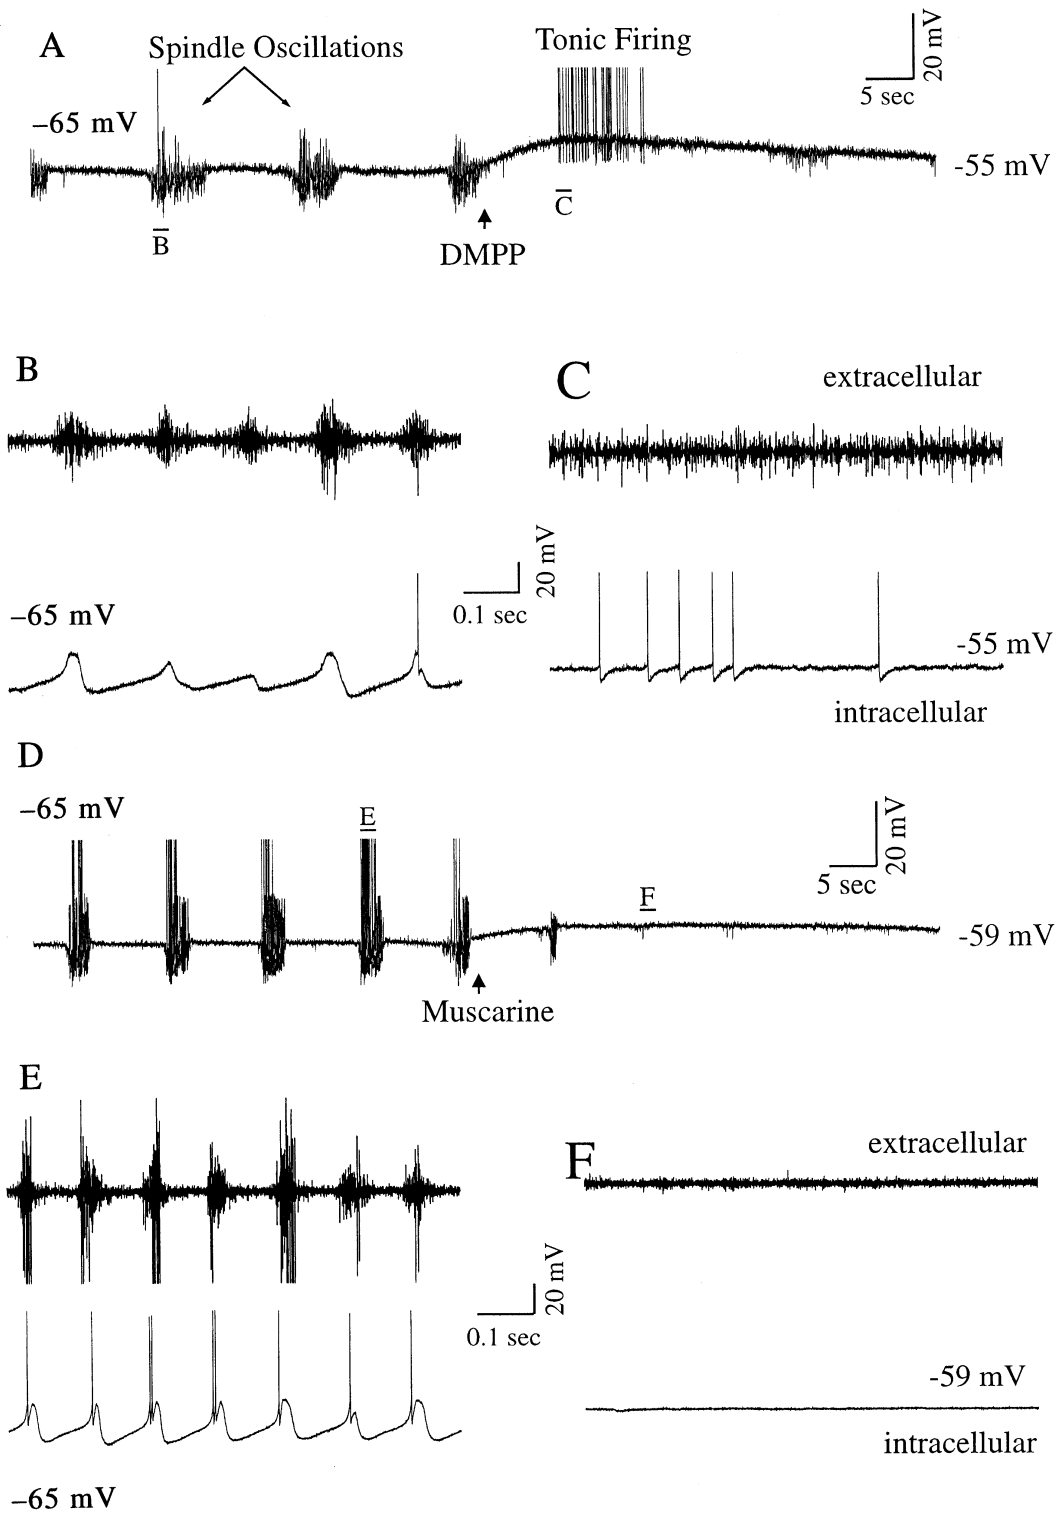 A
Spindle Oscillations
Tonic Firing
20 mV
5 sec
–65 mV
-55 mV
B
C
DMPP
B
C
extracellular
20 mV
0.1 sec
–65 mV
-55 mV
intracellular
D
–65 mV
E
20 mV
5 sec
F
-59 mV
Muscarine
E
F
extracellular
20 mV
0.1 sec
-59 mV
intracellular
–65 mV